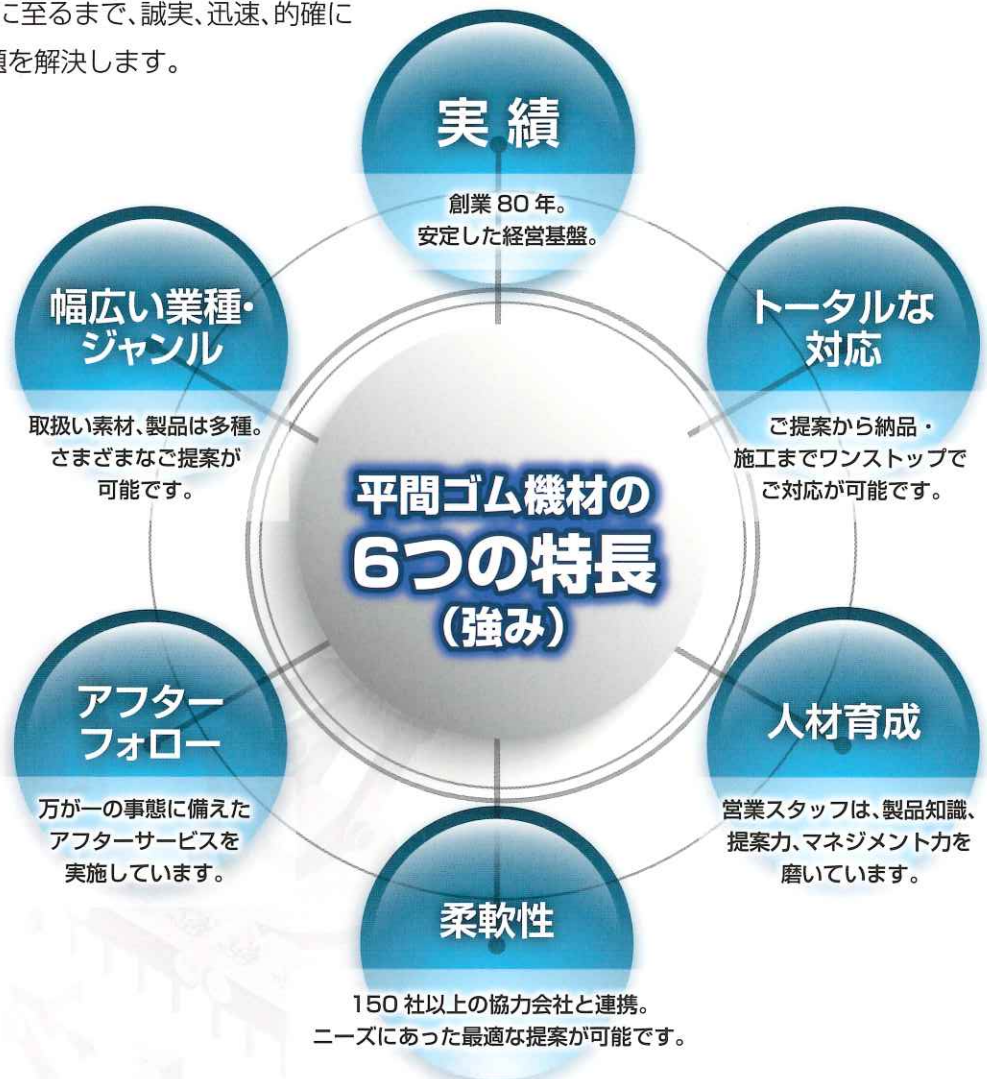 に至るまで、誠実、迅速、的確に
題を解決します。
実績
創業80年。
安定した経営基盤。
トータルな
対応
ご提案から納品・
施工までワンストップで
ご対応が可能です。
人材育成
営業スタッフは、製品知識、
提案力、マネジメント力を
磨いています。
柔軟性
150社以上の協力会社と連携。
ニーズにあった最適な提案が可能です。
アフター
フォロー
万が一の事態に備えた
アフターサービスを
実施しています。
幅広い業種・
ジャンル
取扱い素材、製品は多種。
さまざまなご提案が
可能です。
平間ゴム機材の
6つの特長
(強み)